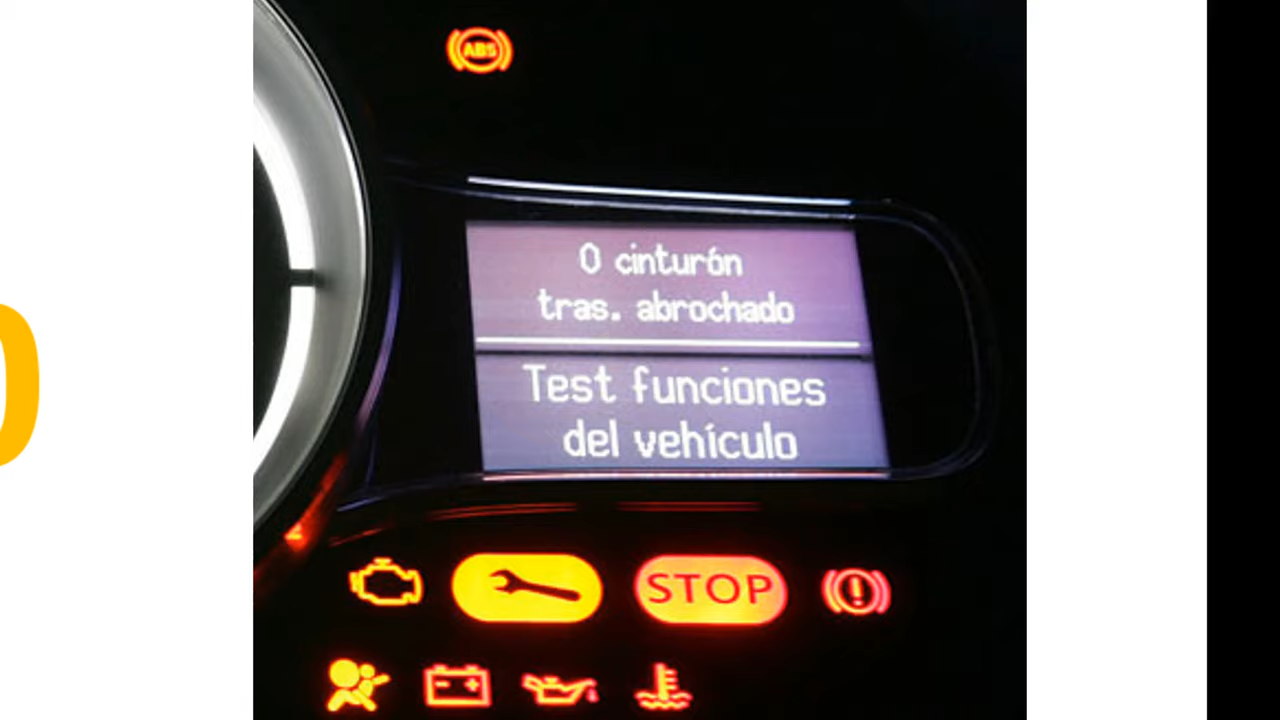 ABS
0 cinturón
tras. abrochado
Test funciones
del vehículo
STOP